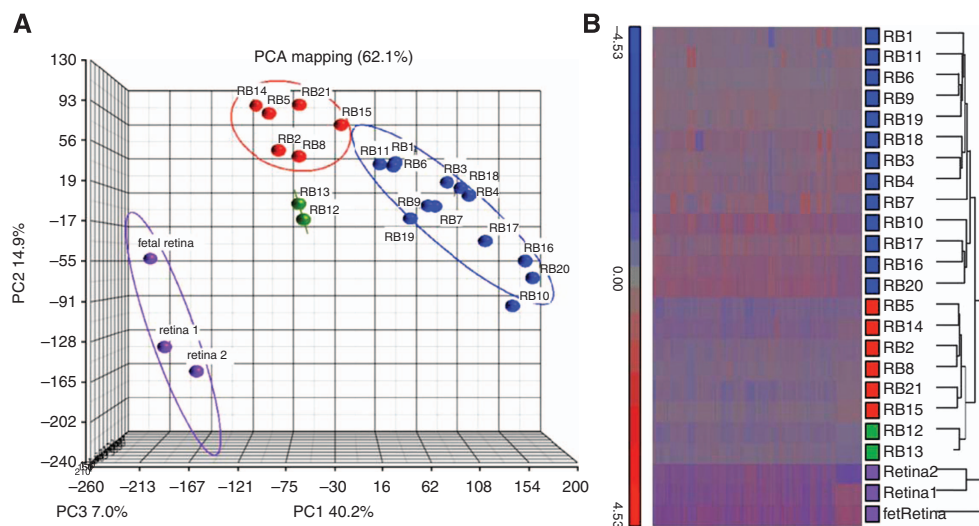 A
PCA mapping (62.1%)
130
93
56
19
−17
−55
−91
−128
−165
−202
−240
PC2 14.9%
RB14
RB5
RB21
RB15
RB2
RB8
RB11
RB1
RB6
RB3
RB18
RB4
RB13
RB12
RB9
RB7
RB19
RB17
RB16
RB20
RB10
fetal retina
retina 1
retina 2
−260
−213
−167
−121
−75
−30
16
62
108
154
200
PC3 7.0%
PC1 40.2%
B
−4.53
0.00
4.53
RB1
RB11
RB6
RB9
RB19
RB18
RB3
RB4
RB7
RB10
RB17
RB16
RB20
RB5
RB14
RB2
RB8
RB21
RB15
RB12
RB13
Retina2
Retina1
fetRetina